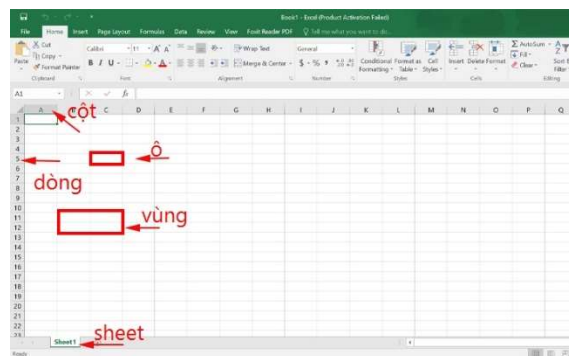 Book1 - Excel (Product Activation Failed)
File Home Insert Page Layout Formulas Data Review View Foxit Reader PDF Tell me what you want to do...
Cut
Calibri 11 A A Wrap Text General
Copy
Paste Format Painter B I U A Merge & Center $ % Conditional Formatting Format as Table Cell Styles Insert Delete Format AutoSum Fill Clear Sort Filter
Clipboard Font Alignment Number Styles Cells Editing
A1 fx
A B C D E F G H I J K L M N O P Q
cột
1
2
3
4
5
ô
6
7
dòng
8
9
10
11
vùng
12
13
14
15
16
17
18
19
20
21
22
23
Sheet1 sheet
Ready